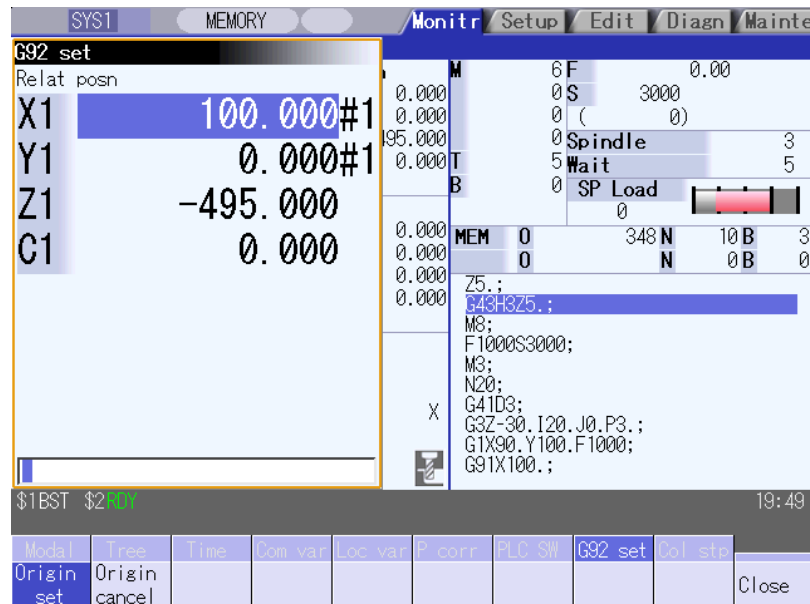 SYS1 MEMORY Monitr Setup Edit Diagn Mainte
G92 set
Relat posn
X1 100.000#1
Y1 0.000#1
Z1 -495.000
C1 0.000
0.000
0.000
495.000
0.000
0.000
0.000
0.000
0.000
X
M 6
0
0
0
T 5
B 0
F 0.00
S 3000
( 0)
Spindle 3
Wait 5
SP Load
0
MEM O 348 N 10 B 3
O 0 N 0 B 0
Z5.;
G43H3Z5.;
M8;
F1000S3000;
M3;
N20;
G41D3;
G3Z-30.I20.J0.P3.;
G1X90.Y100.F1000;
G91X100.;
$1BST $2RDY 19:49
Modal Tree Time Com var Loc var P corr PLC SW G92 set Col stp
Origin set
Origin cancel
Close